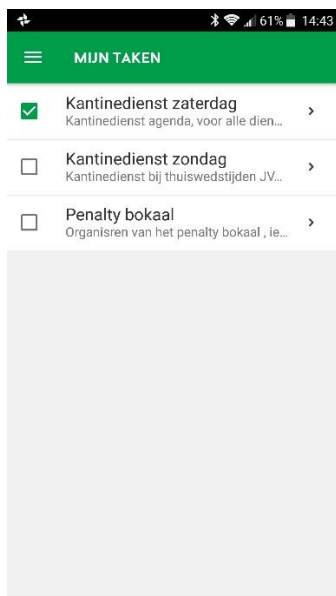 61% 14:43
MIJN TAKEN
Kantinedienst zaterdag
Kantinedienst agenda, voor alle dien...
Kantinedienst zondag
Kantinedienst bij thuiswedstijden JV...
Penalty bokaal
Organisren van het penalty bokaal , ie...